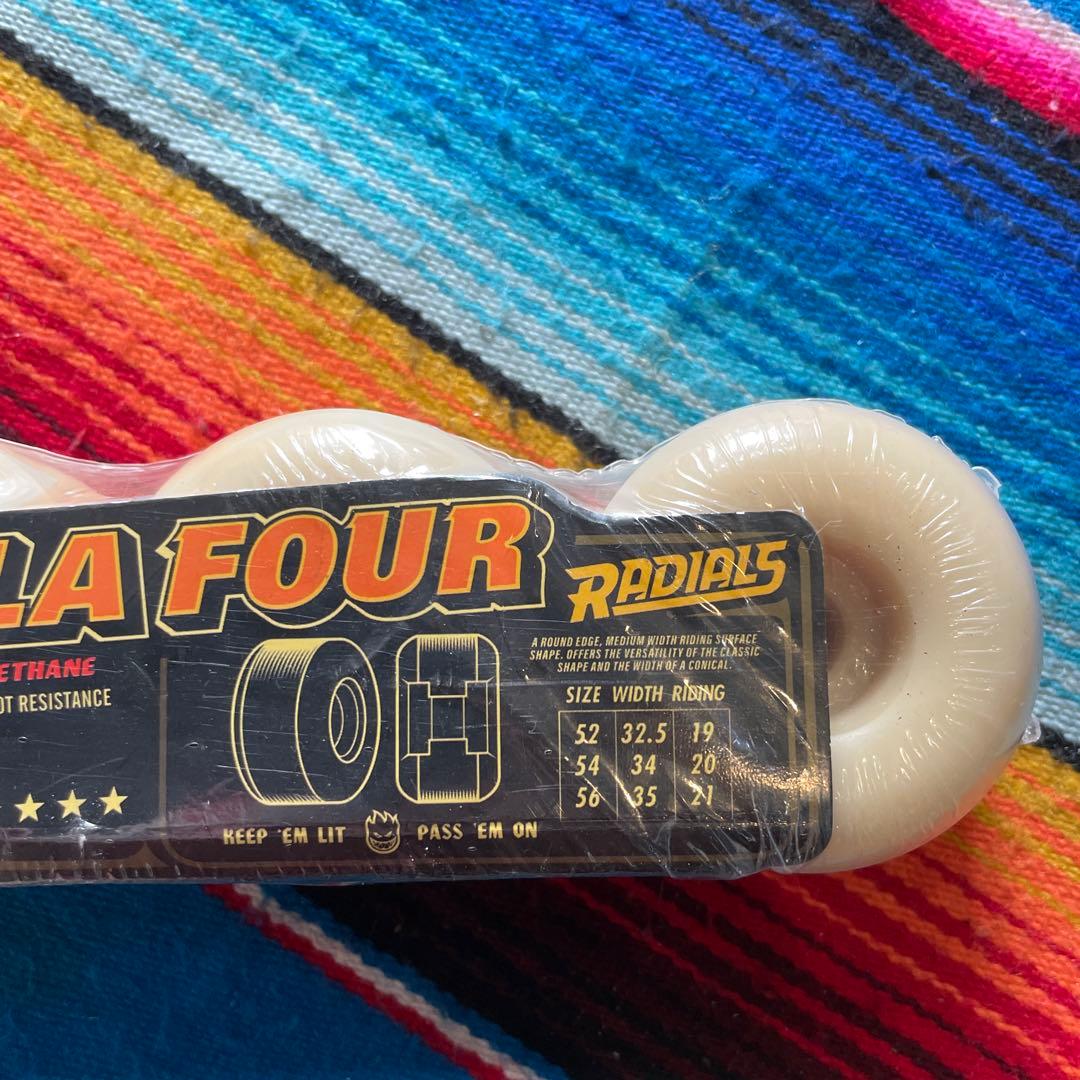 LA FOUR
ETHANE
OT RESISTANCE
RADIALS
A ROUND EDGE, MEDIUM WIDTH RIDING SURFACE
SHAPE. OFFERS THE VERSATILITY OF THE CLASSIC
SHAPE AND THE WIDTH OF A CONICAL.
SIZE WIDTH RIDING
52 32.5 19
54 34 20
56 35 21
KEEP 'EM LIT PASS 'EM ON